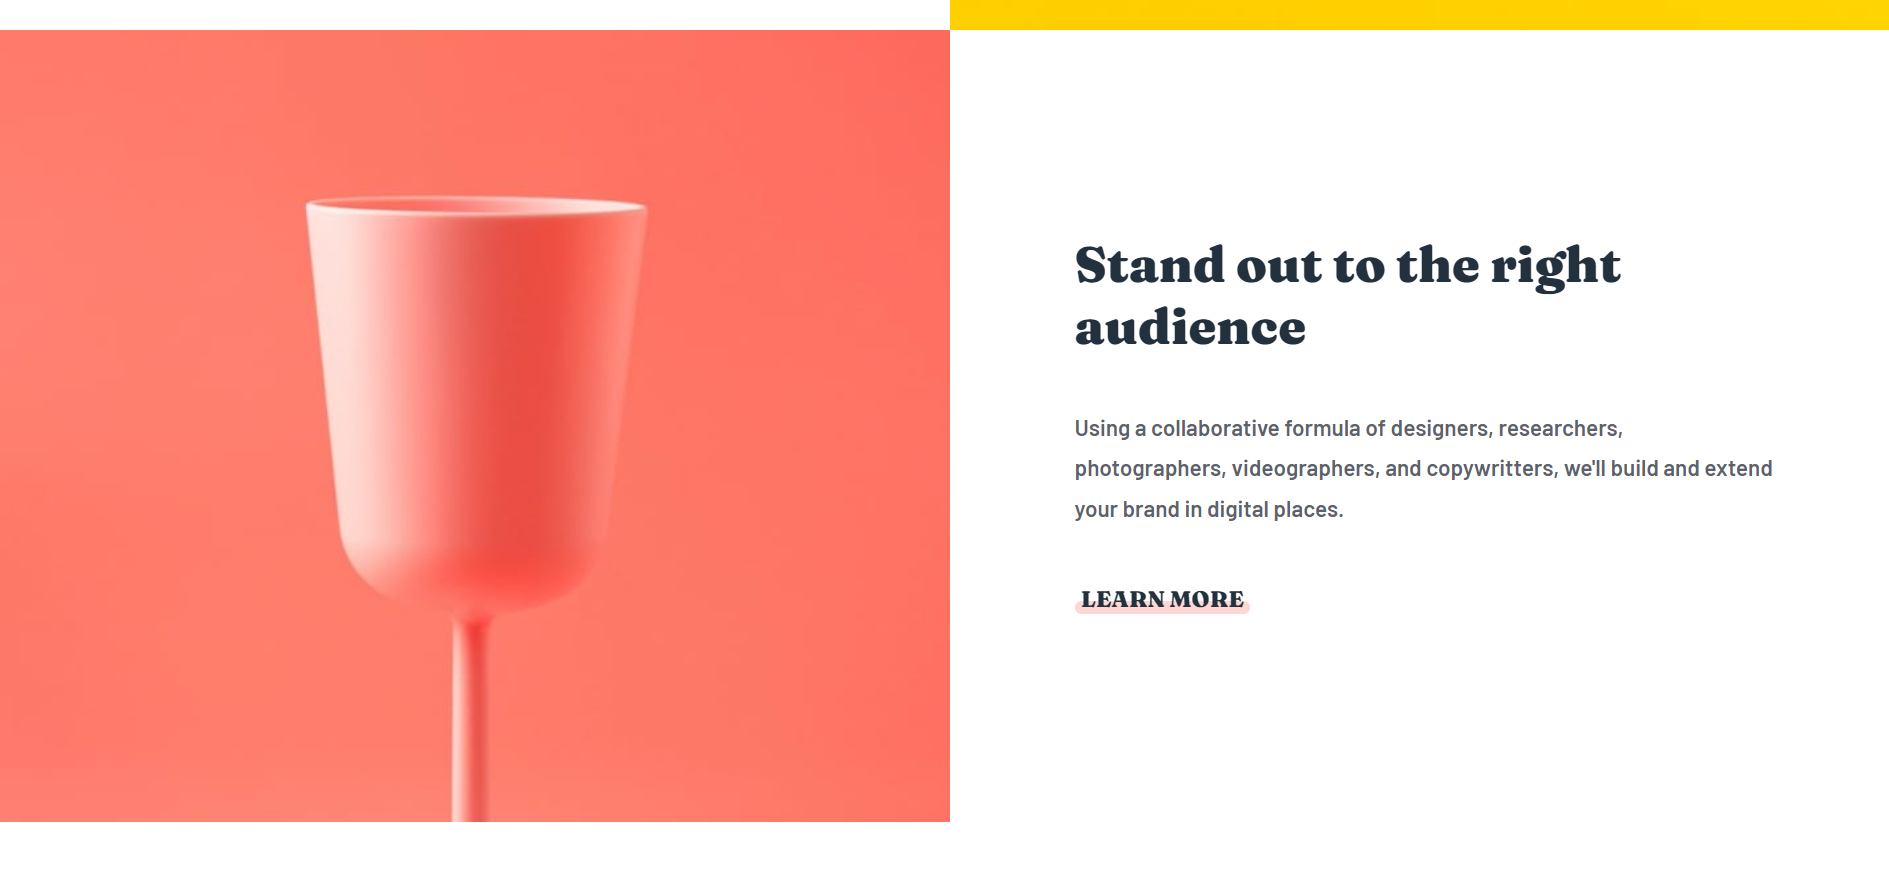 Stand out to the right
audience
Using a collaborative formula of designers, researchers,
photographers, videographers, and copywritters, we'll build and extend
your brand in digital places.
LEARN MORE